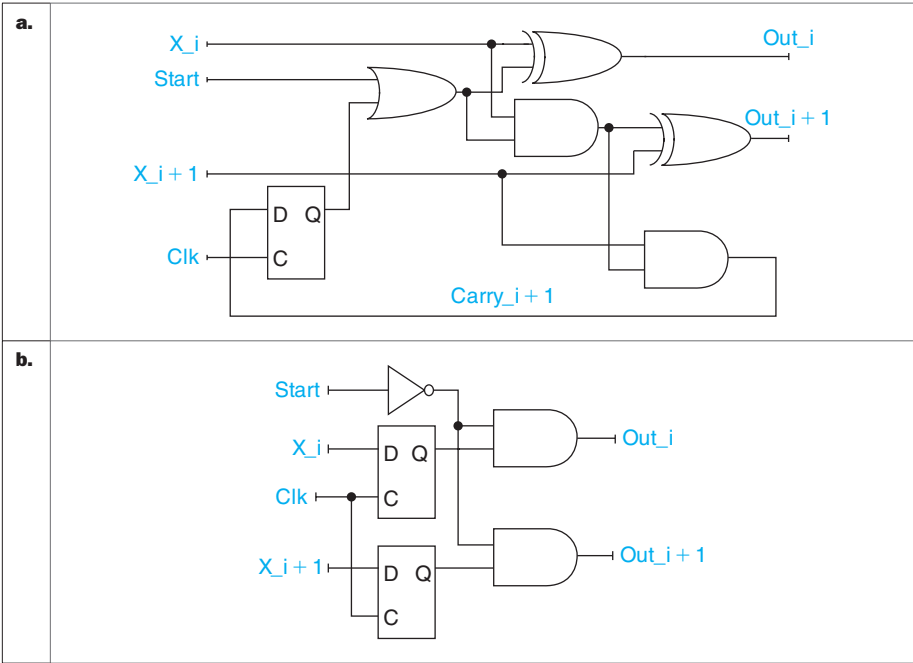 a.
X_i
Out_i
Start
Out_i + 1
X_i + 1
D Q
Clk
C
Carry_i + 1
b.
Start
Out_i
X_i
D Q
Clk
C
Out_i + 1
X_i + 1
D Q
C